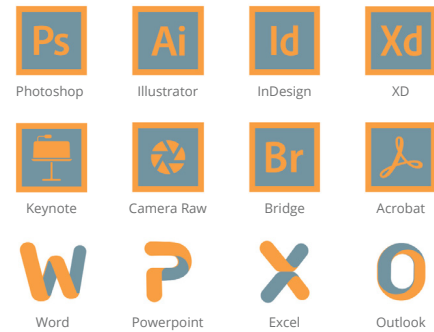 Ps Ai Id Xd
Photoshop Illustrator InDesign XD
Br
Keynote Camera Raw Bridge Acrobat
W P X O
Word Powerpoint Excel Outlook